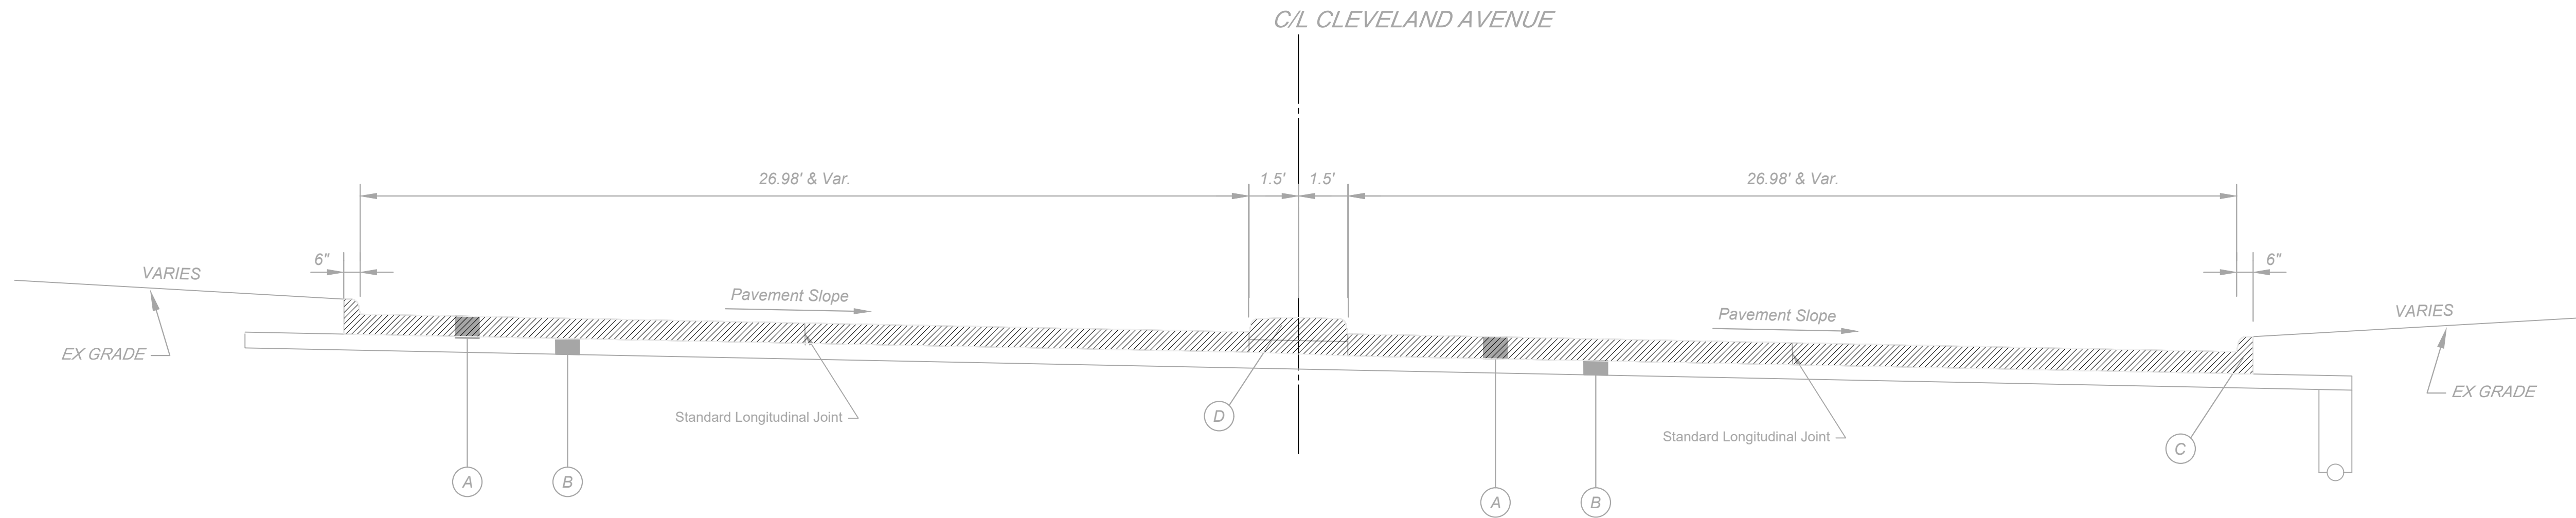 C/L CLEVELAND AVENUE
26.98' & Var.
1.5'
1.5'
26.98' & Var.
6"
6"
VARIES
VARIES
Pavement Slope
Pavement Slope
EX GRADE
EX GRADE
Standard Longitudinal Joint
Standard Longitudinal Joint
D
C
A
B
A
B